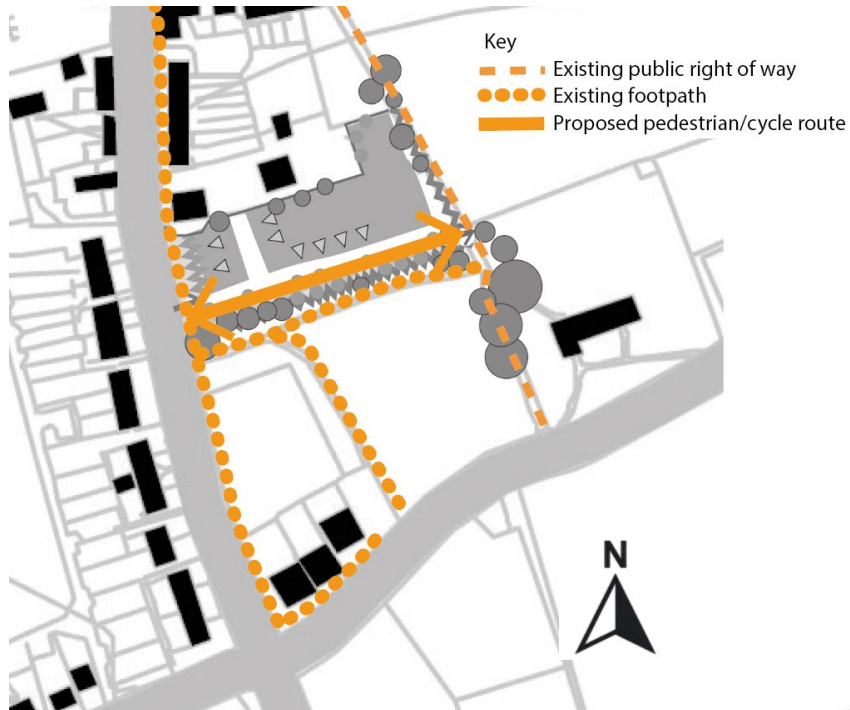 Key
Existing public right of way
Existing footpath
Proposed pedestrian/cycle route
N